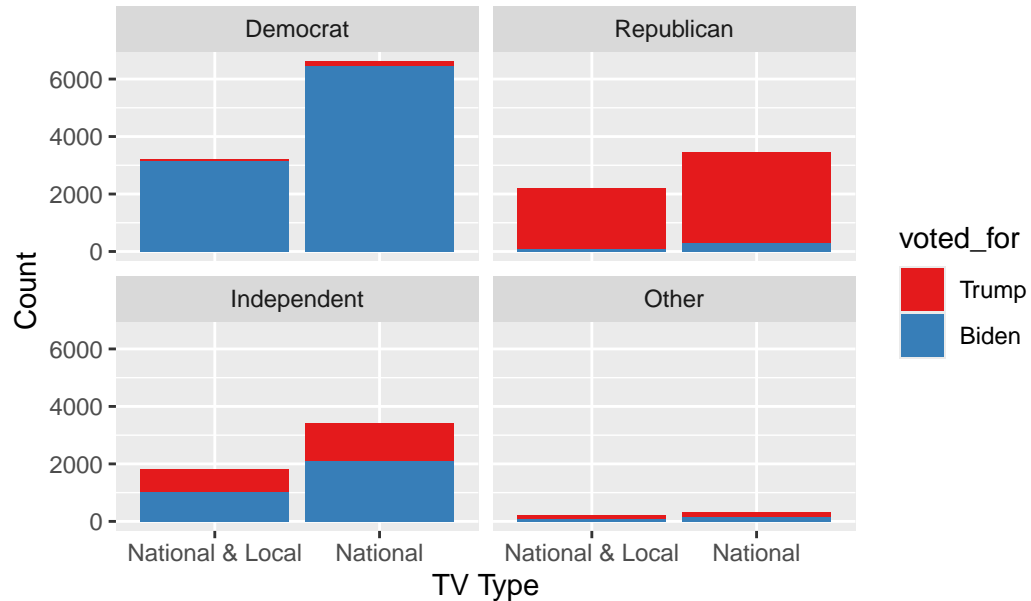 Democrat
Republican
6000
4000
2000
0
Independent
Other
6000
4000
2000
0
National & Local
National
National & Local
National
TV Type
Count
voted_for
Trump
Biden